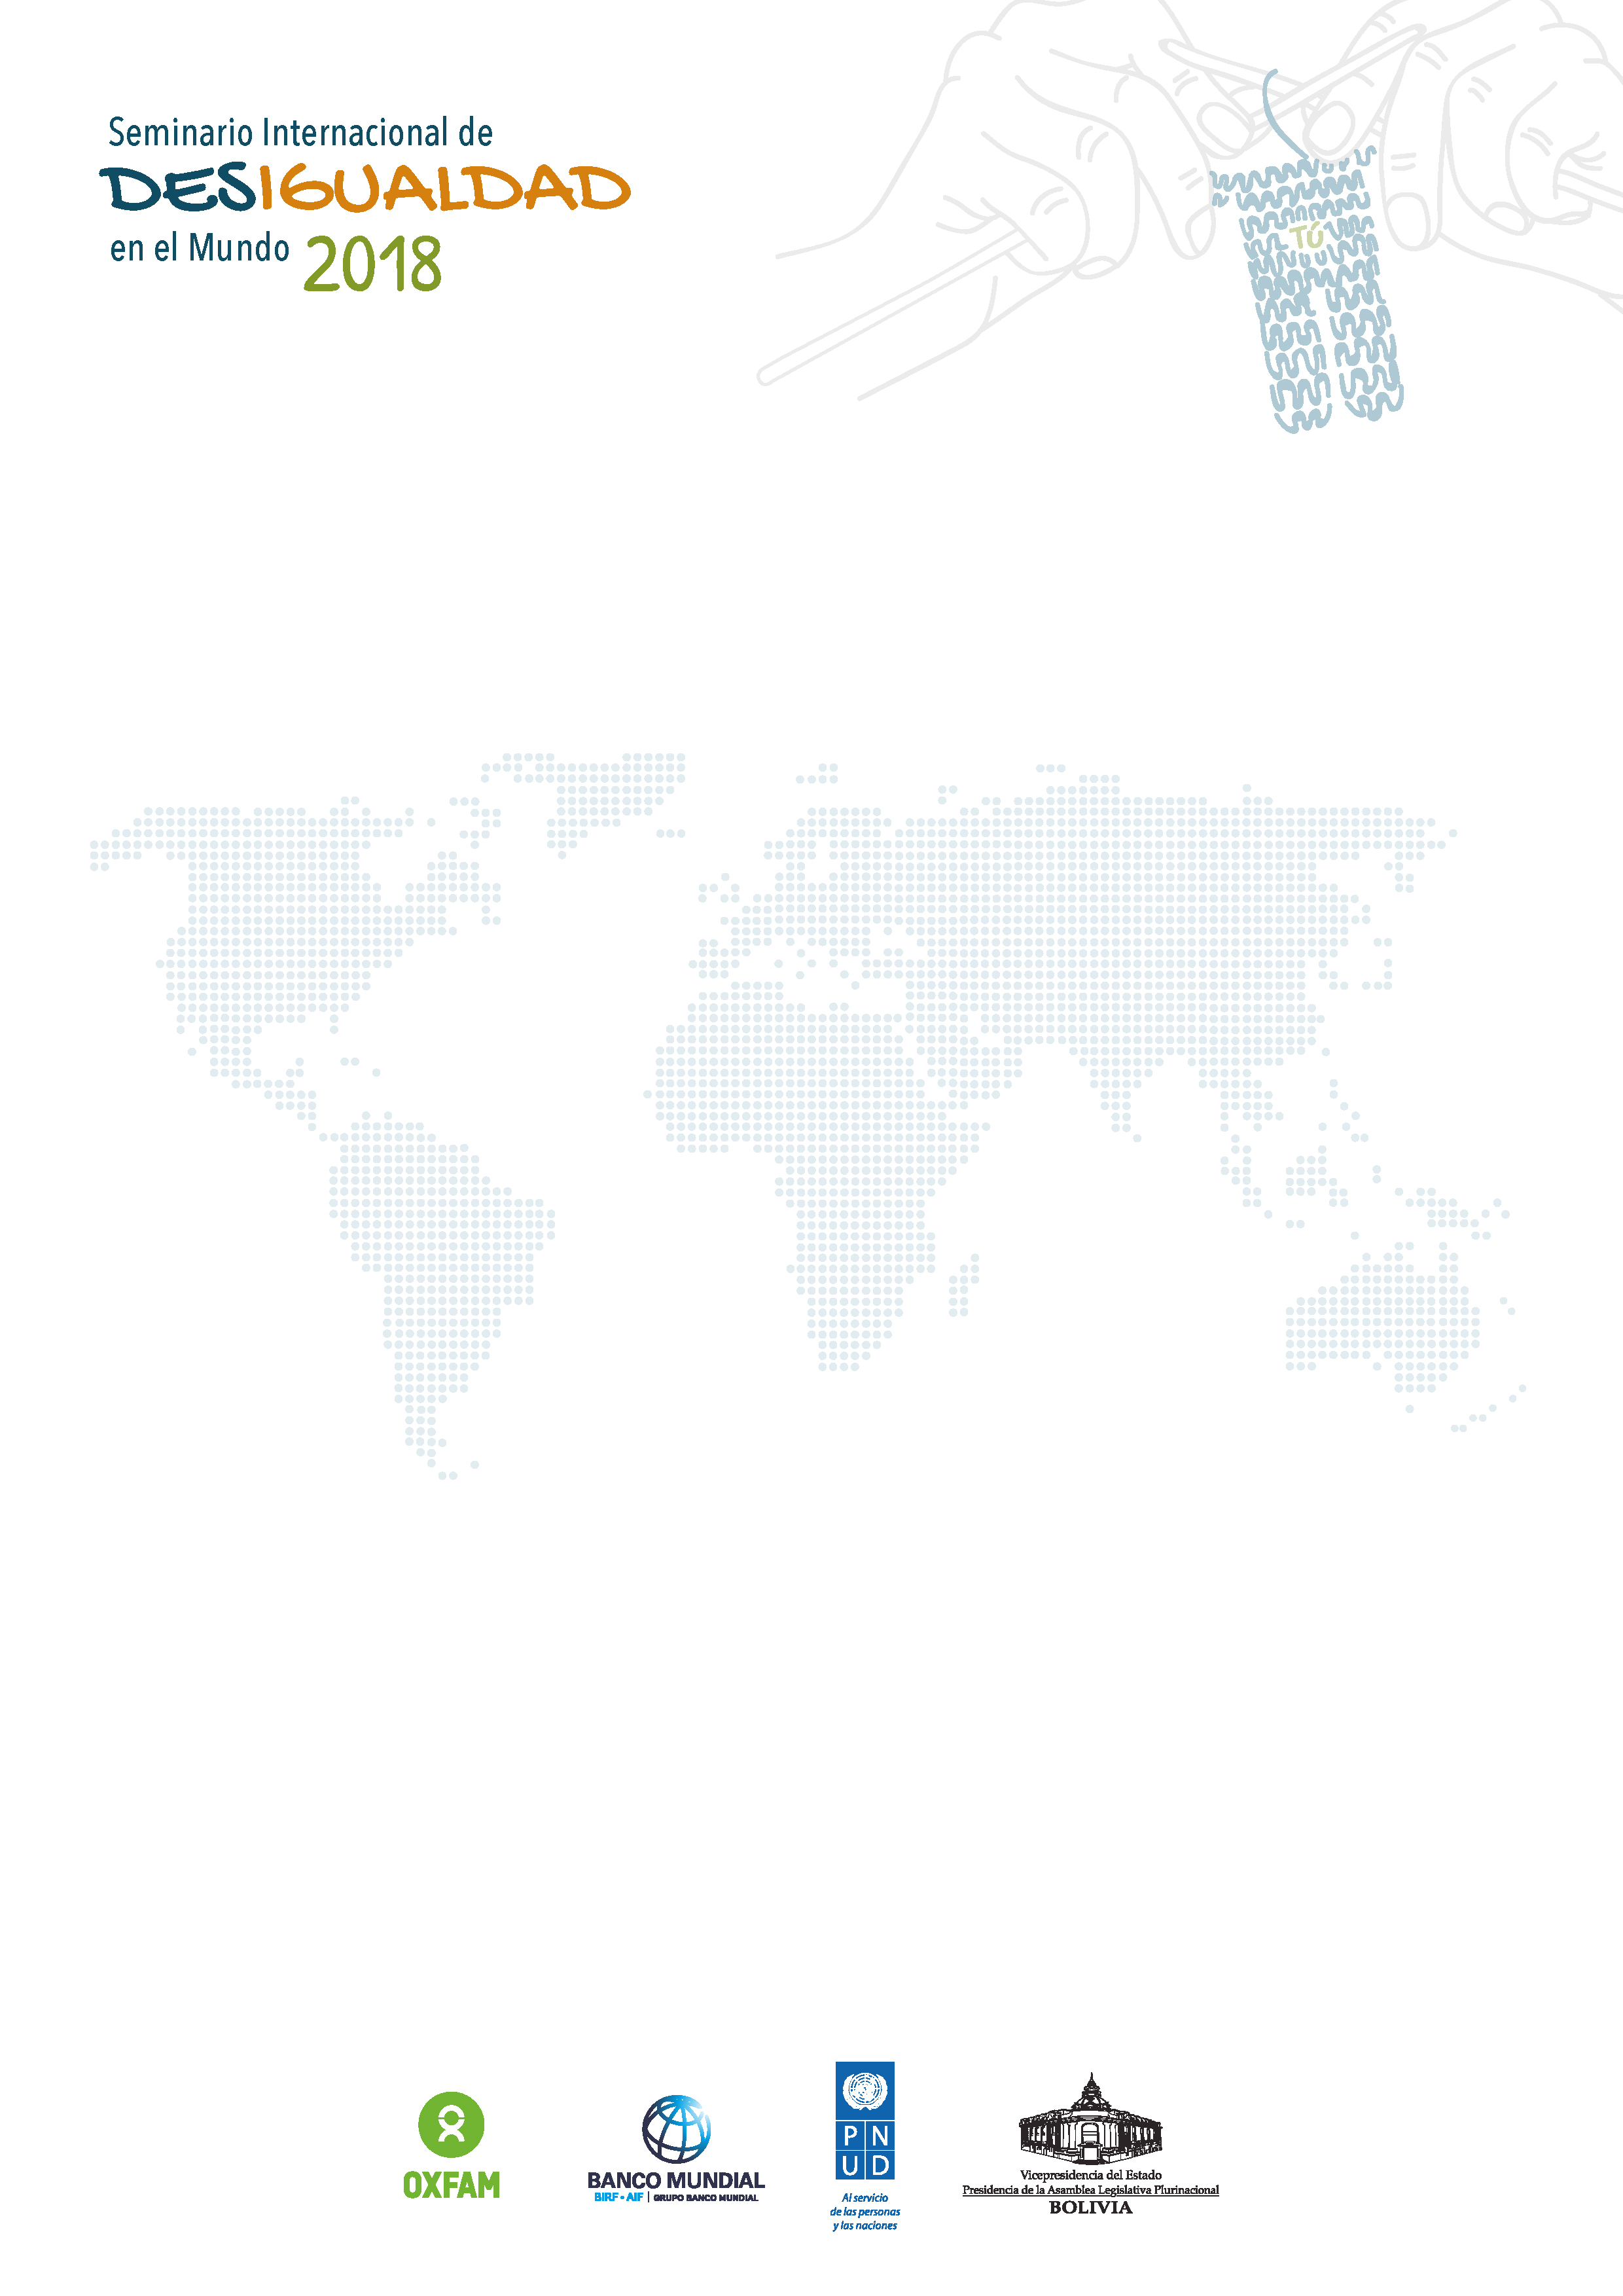 Seminario Internacional de
DESIGUALDAD
en el Mundo 2018
TÚ
OXFAM
BANCO MUNDIAL
BIRF • AIF | GRUPO BANCO MUNDIAL
P N
U D
Al servicio
de las personas
y las naciones
Vicepresidencia del Estado
Presidencia de la Asamblea Legislativa Plurinacional
BOLIVIA